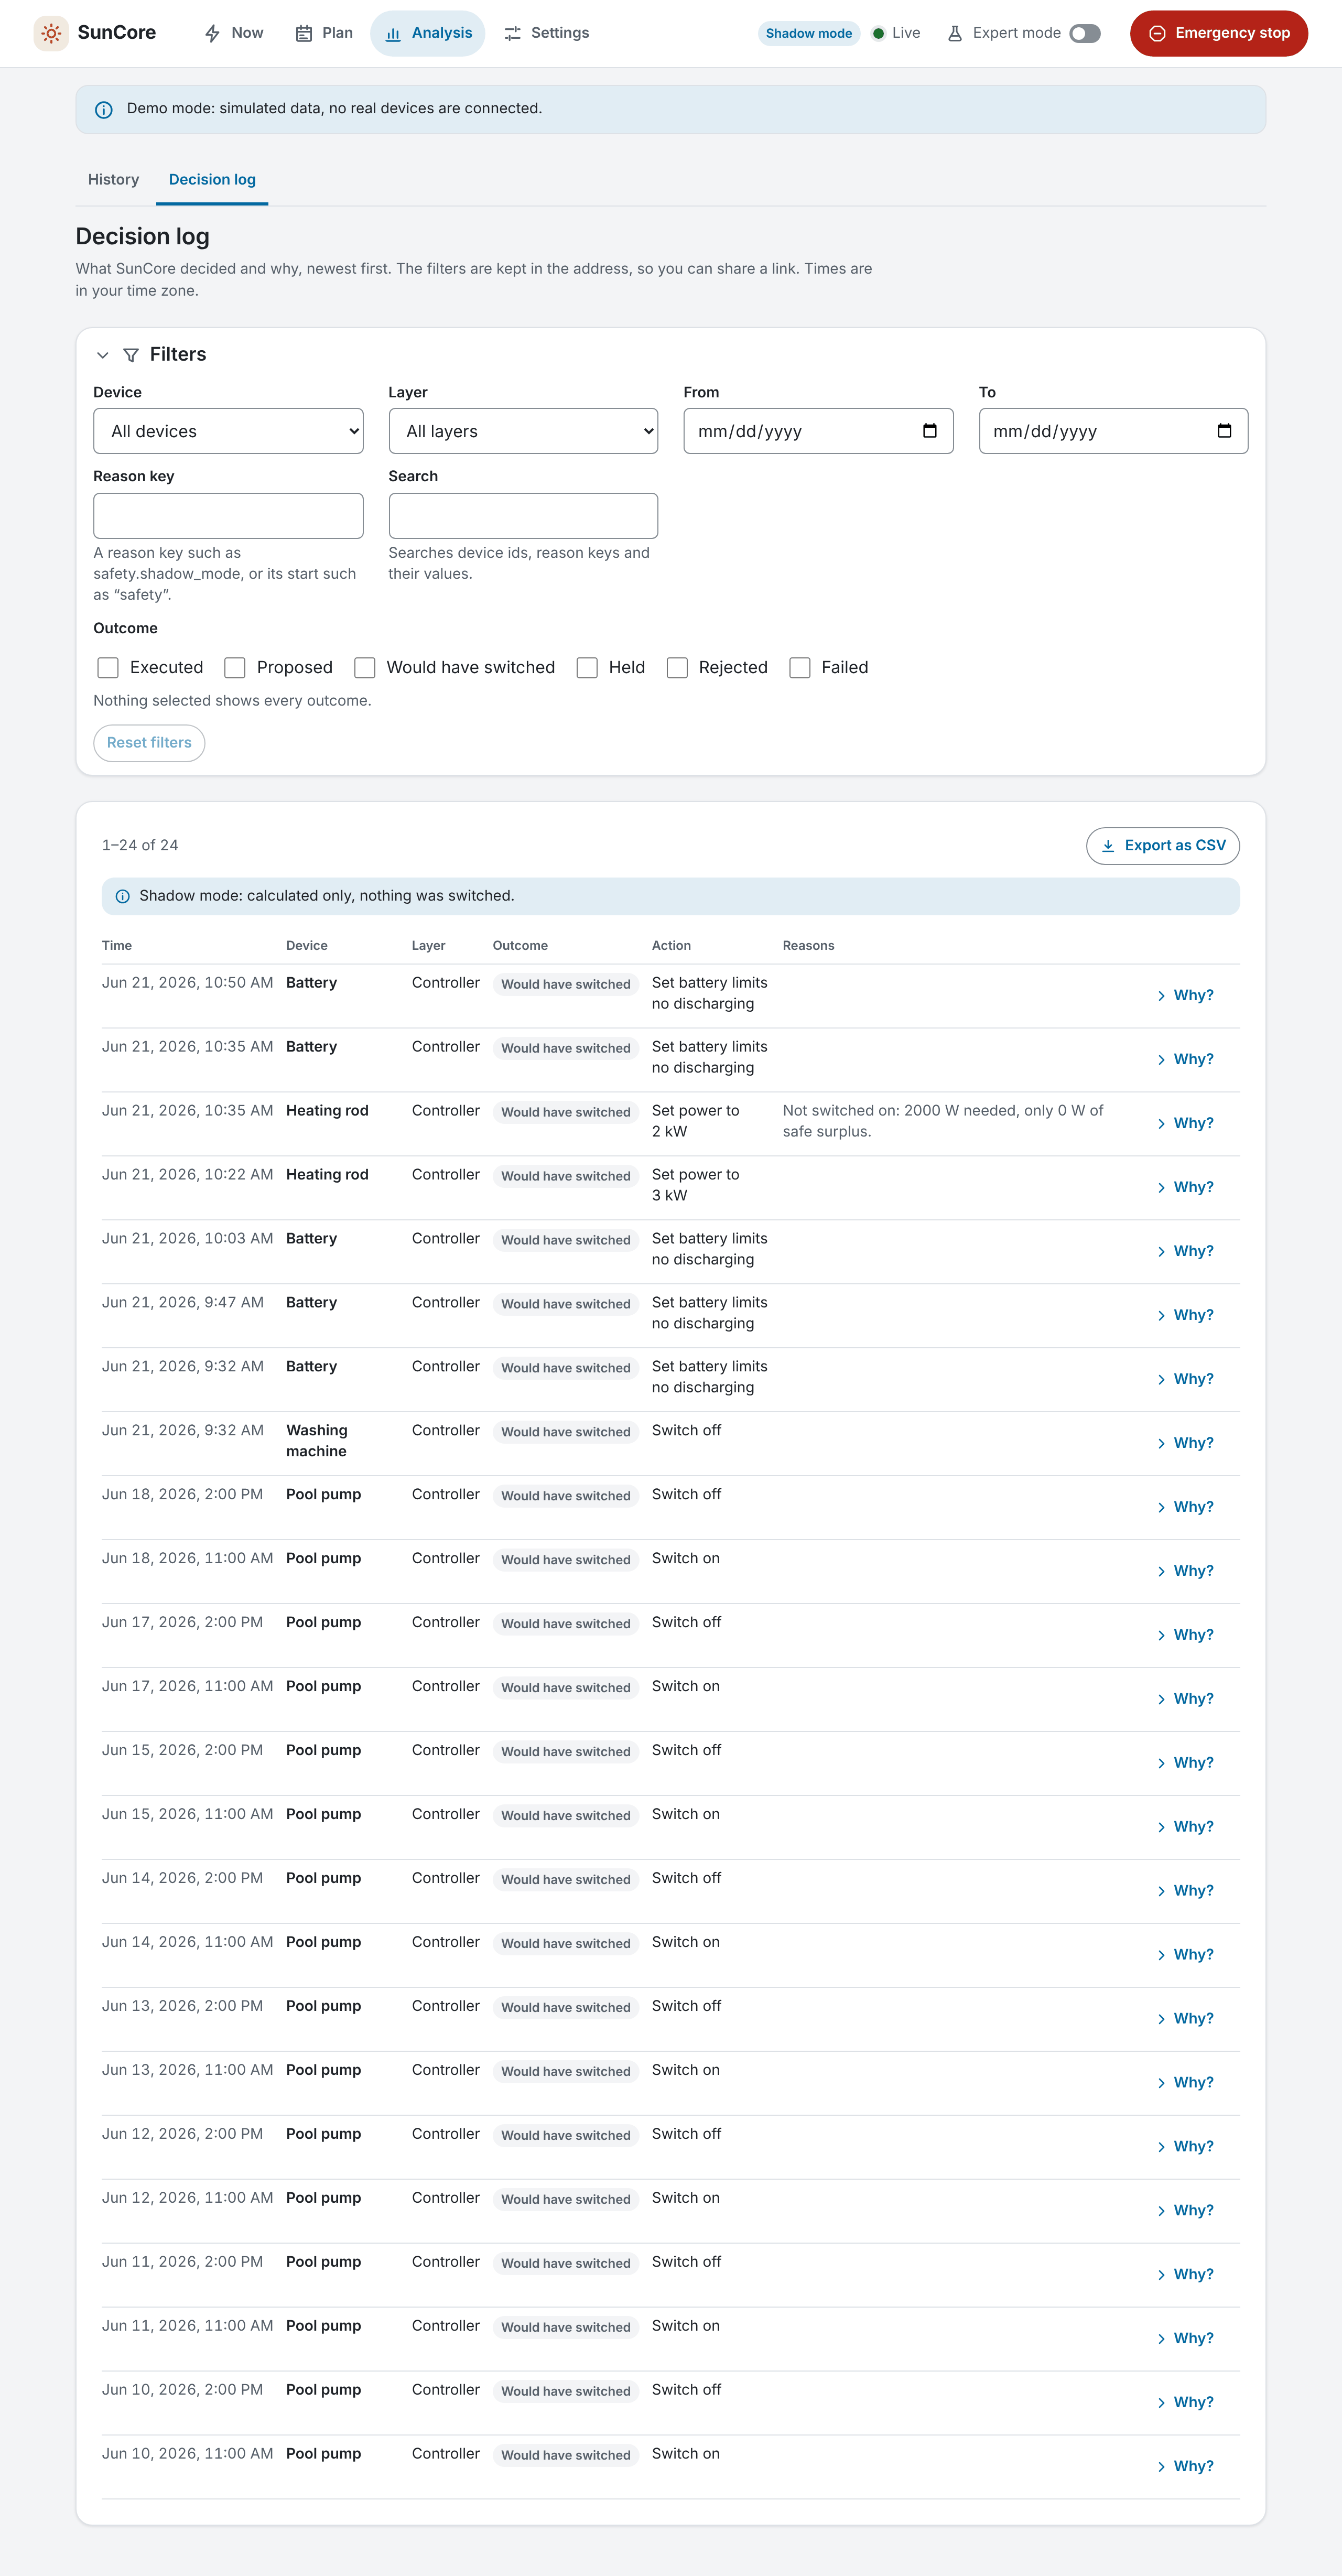 SunCore
Now
Plan
Analysis
Settings
Shadow mode
Live
Expert mode
Emergency stop
Demo mode: simulated data, no real devices are connected.
History
Decision log
Decision log
What SunCore decided and why, newest first. The filters are kept in the address, so you can share a link. Times are
in your time zone.
Filters
Device
Layer
From
To
All devices
All layers
mm/dd/yyyy
mm/dd/yyyy
Reason key
Search
A reason key such as
safety.shadow_mode, or its start such
as “safety”.
Searches device ids, reason keys and
their values.
Outcome
Executed
Proposed
Would have switched
Held
Rejected
Failed
Nothing selected shows every outcome.
Reset filters
1–24 of 24
Export as CSV
Shadow mode: calculated only, nothing was switched.
Time Device Layer Outcome Action Reasons
Jun 21, 2026, 10:50 AM Battery Controller Would have switched Set battery limits
no discharging
Why?
Jun 21, 2026, 10:35 AM Battery Controller Would have switched Set battery limits
no discharging
Why?
Jun 21, 2026, 10:35 AM Heating rod Controller Would have switched Set power to
2 kW
Not switched on: 2000 W needed, only 0 W of
safe surplus.
Why?
Jun 21, 2026, 10:22 AM Heating rod Controller Would have switched Set power to
3 kW
Why?
Jun 21, 2026, 10:03 AM Battery Controller Would have switched Set battery limits
no discharging
Why?
Jun 21, 2026, 9:47 AM Battery Controller Would have switched Set battery limits
no discharging
Why?
Jun 21, 2026, 9:32 AM Battery Controller Would have switched Set battery limits
no discharging
Why?
Jun 21, 2026, 9:32 AM Washing
machine
Controller Would have switched Switch off
Why?
Jun 18, 2026, 2:00 PM Pool pump Controller Would have switched Switch off
Why?
Jun 18, 2026, 11:00 AM Pool pump Controller Would have switched Switch on
Why?
Jun 17, 2026, 2:00 PM Pool pump Controller Would have switched Switch off
Why?
Jun 17, 2026, 11:00 AM Pool pump Controller Would have switched Switch on
Why?
Jun 15, 2026, 2:00 PM Pool pump Controller Would have switched Switch off
Why?
Jun 15, 2026, 11:00 AM Pool pump Controller Would have switched Switch on
Why?
Jun 14, 2026, 2:00 PM Pool pump Controller Would have switched Switch off
Why?
Jun 14, 2026, 11:00 AM Pool pump Controller Would have switched Switch on
Why?
Jun 13, 2026, 2:00 PM Pool pump Controller Would have switched Switch off
Why?
Jun 13, 2026, 11:00 AM Pool pump Controller Would have switched Switch on
Why?
Jun 12, 2026, 2:00 PM Pool pump Controller Would have switched Switch off
Why?
Jun 12, 2026, 11:00 AM Pool pump Controller Would have switched Switch on
Why?
Jun 11, 2026, 2:00 PM Pool pump Controller Would have switched Switch off
Why?
Jun 11, 2026, 11:00 AM Pool pump Controller Would have switched Switch on
Why?
Jun 10, 2026, 2:00 PM Pool pump Controller Would have switched Switch off
Why?
Jun 10, 2026, 11:00 AM Pool pump Controller Would have switched Switch on
Why?